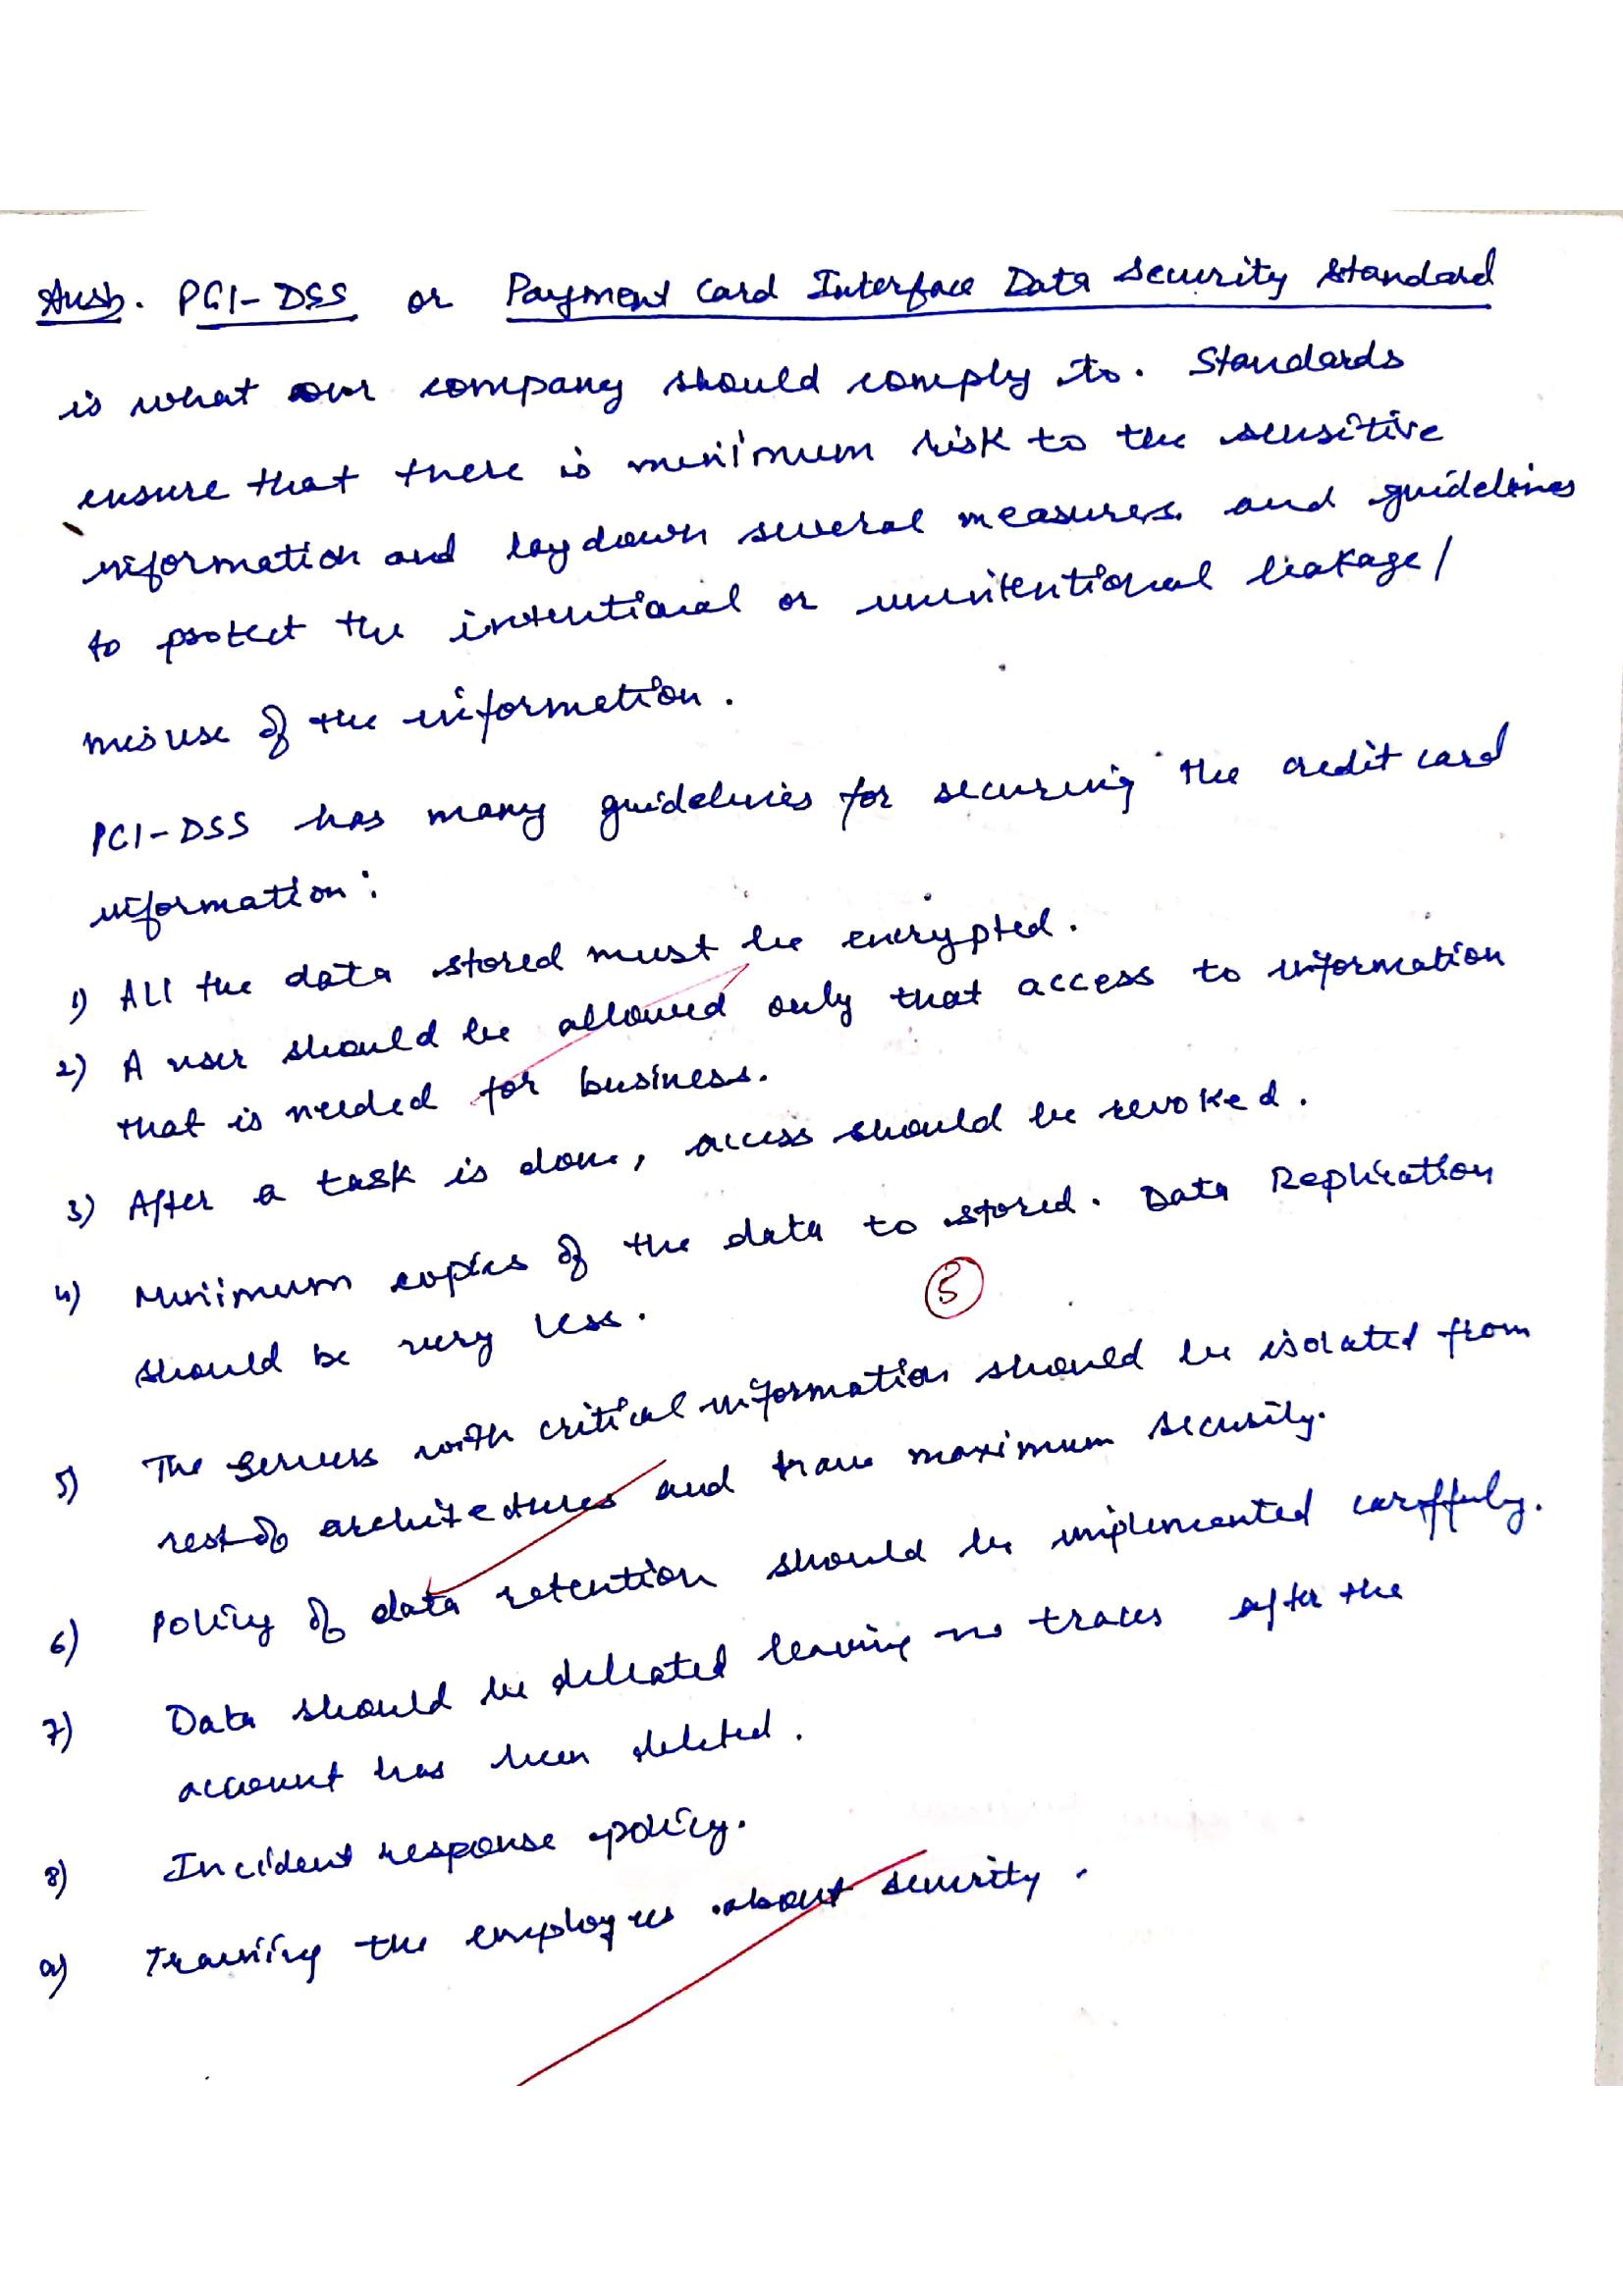 Ans5. PCI-DSS or Payment Card Interface Data Security Standard
is what our company should comply to. Standards
ensure that there is minimum risk to the sensitive
information and lay down several measures and guidelines
to protect the intentional or unintentional leakage/
misuse of the information.
PCI-DSS has many guidelines for securing the credit card
information:
1) All the data stored must be encrypted.
2) A user should be allowed only that access to information
that is needed for business.
3) After a task is done, access should be revoked.
4) Minimum copies of the data to stored. Data Replication
should be very less.
5
5) The servers with critical information should be isolated from
rest of architectures and have maximum security.
6) Policy of data retention should be implemented carffuly.
7) Data should be deleated leaving no traces after the
account has been deleted.
8) Incident response policy.
9) Training the employees about security.